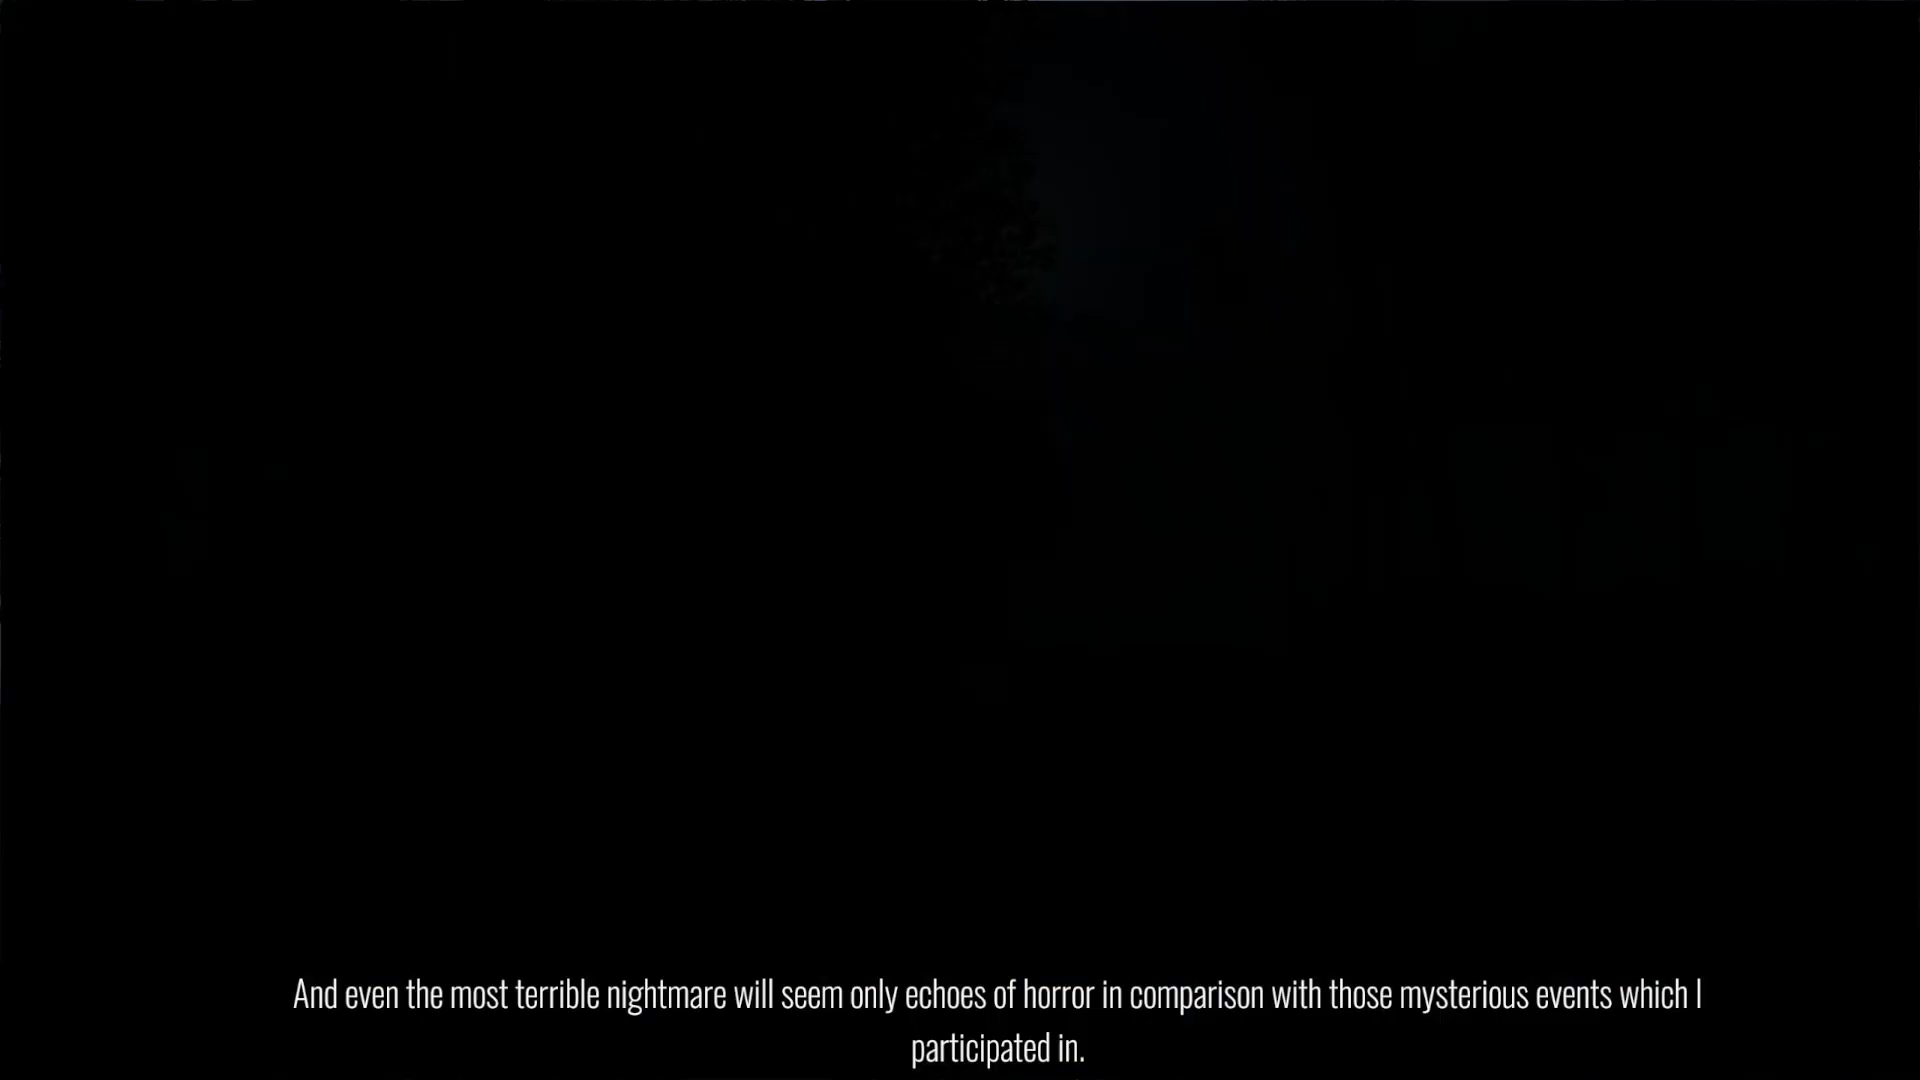 And even the most terrible nightmare will seem only echoes of horror in comparison with those mysterious events which I
participated in.